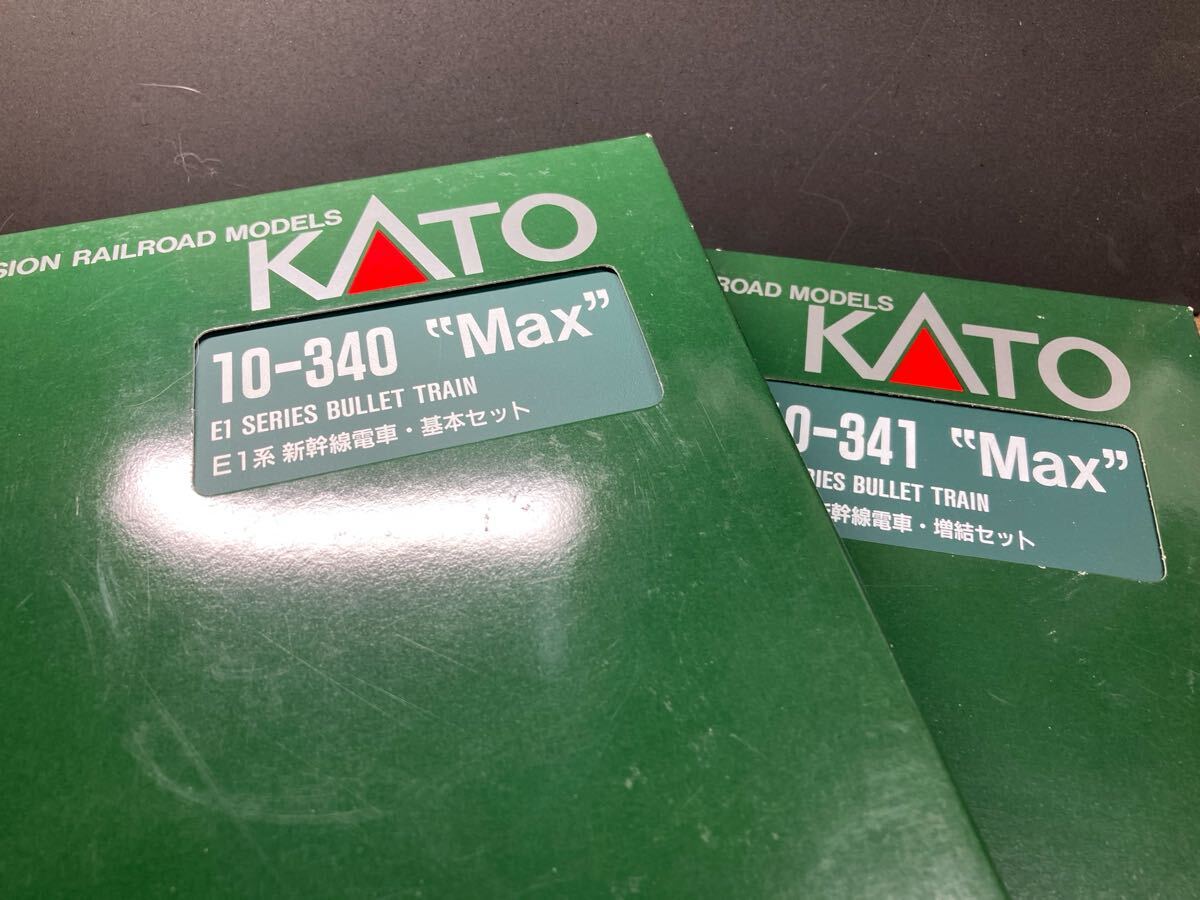 SION RAILROAD MODELS
KATO
10-340 “Max”
E1 SERIES BULLET TRAIN
E1系 新幹線電車・基本セット
ROAD MODELS
KATO
0-341 “Max”
RIES BULLET TRAIN
幹線電車・増結セット